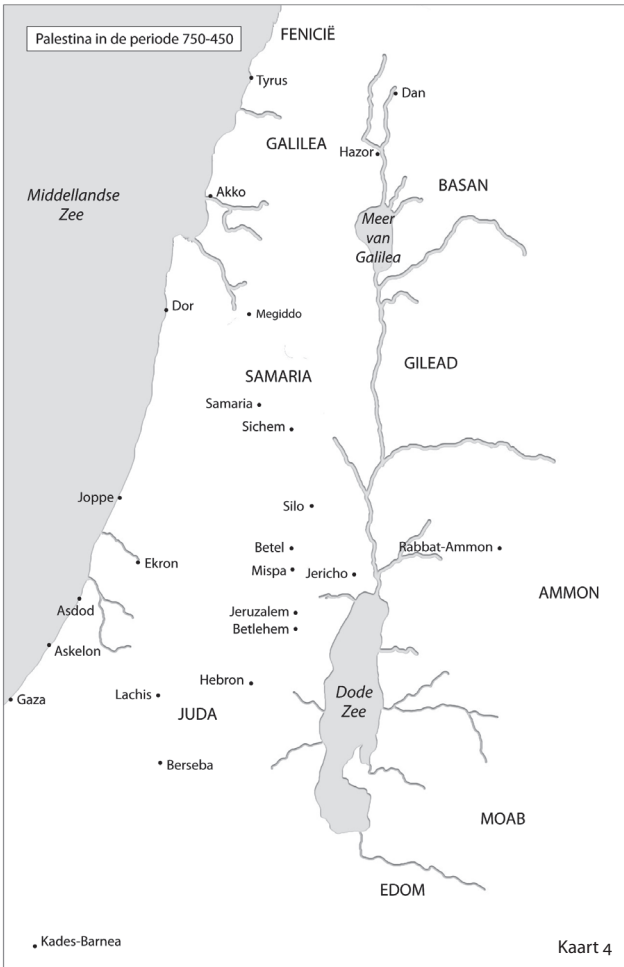 Palestina in de periode 750-450
FENICIË
Tyrus
Dan
GALILEA
Hazor
BASAN
Middellandse
Zee
Akko
Meer
van
Galilea
Dor
Megiddo
GILEAD
SAMARIA
Samaria
Sichem
Joppe
Silo
Betel
Rabbat-Ammon
Ekron
Mispa
Jericho
AMMON
Asdod
Jeruzalem
Betlehem
Askelon
Hebron
Gaza
Lachis
Dode
Zee
JUDA
Berseba
MOAB
EDOM
Kades-Barnea
Kaart 4